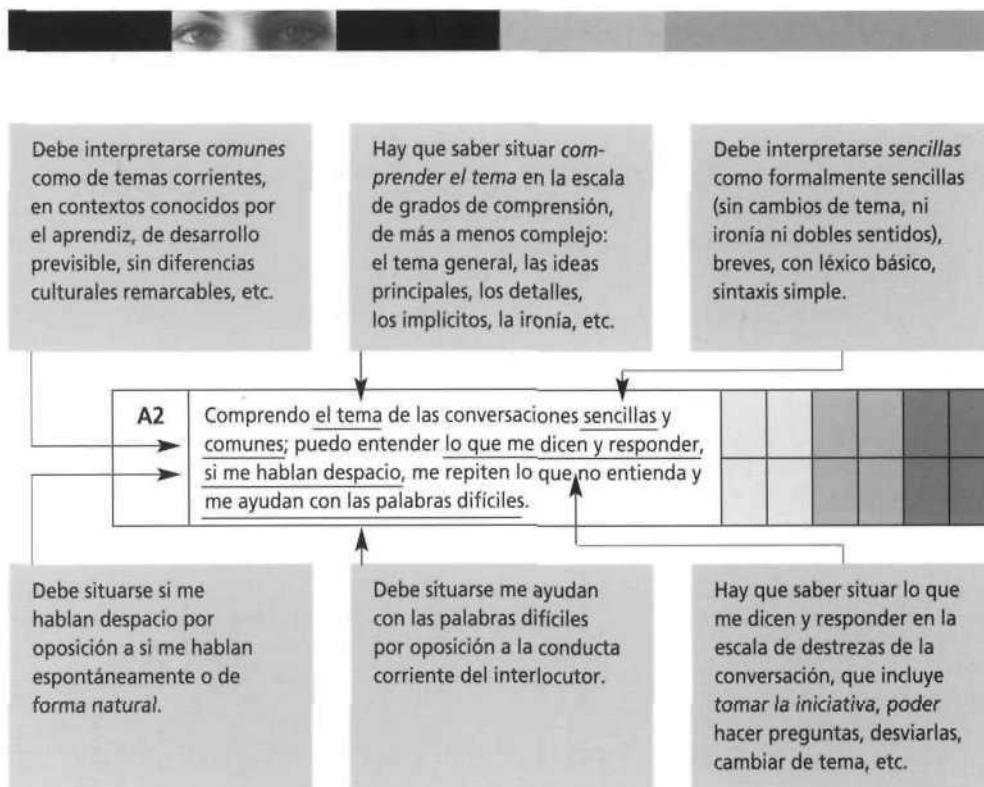 Debe interpretarse comunes
como de temas corrientes,
en contextos conocidos por
el aprendiz, de desarrollo
previsible, sin diferencias
culturales remarcables, etc.
Hay que saber situar com-
prender el tema en la escala
de grados de comprensión,
de más a menos complejo:
el tema general, las ideas
principales, los detalles,
los implícitos, la ironía, etc.
Debe interpretarse sencillas
como formalmente sencillas
(sin cambios de tema, ni
ironía ni dobles sentidos),
breves, con léxico básico,
sintaxis simple.
A2
Comprendo el tema de las conversaciones sencillas y
comunes; puedo entender lo que me dicen y responder,
si me hablan despacio, me repiten lo que no entienda y
me ayudan con las palabras difíciles.
Debe situarse si me
hablan despacio por
oposición a si me hablan
espontáneamente o de
forma natural.
Debe situarse me ayudan
con las palabras difíciles
por oposición a la conducta
corriente del interlocutor.
Hay que saber situar lo que
me dicen y responder en la
escala de destrezas de la
conversación, que incluye
tomar la iniciativa, poder
hacer preguntas, desviarlas,
cambiar de tema, etc.